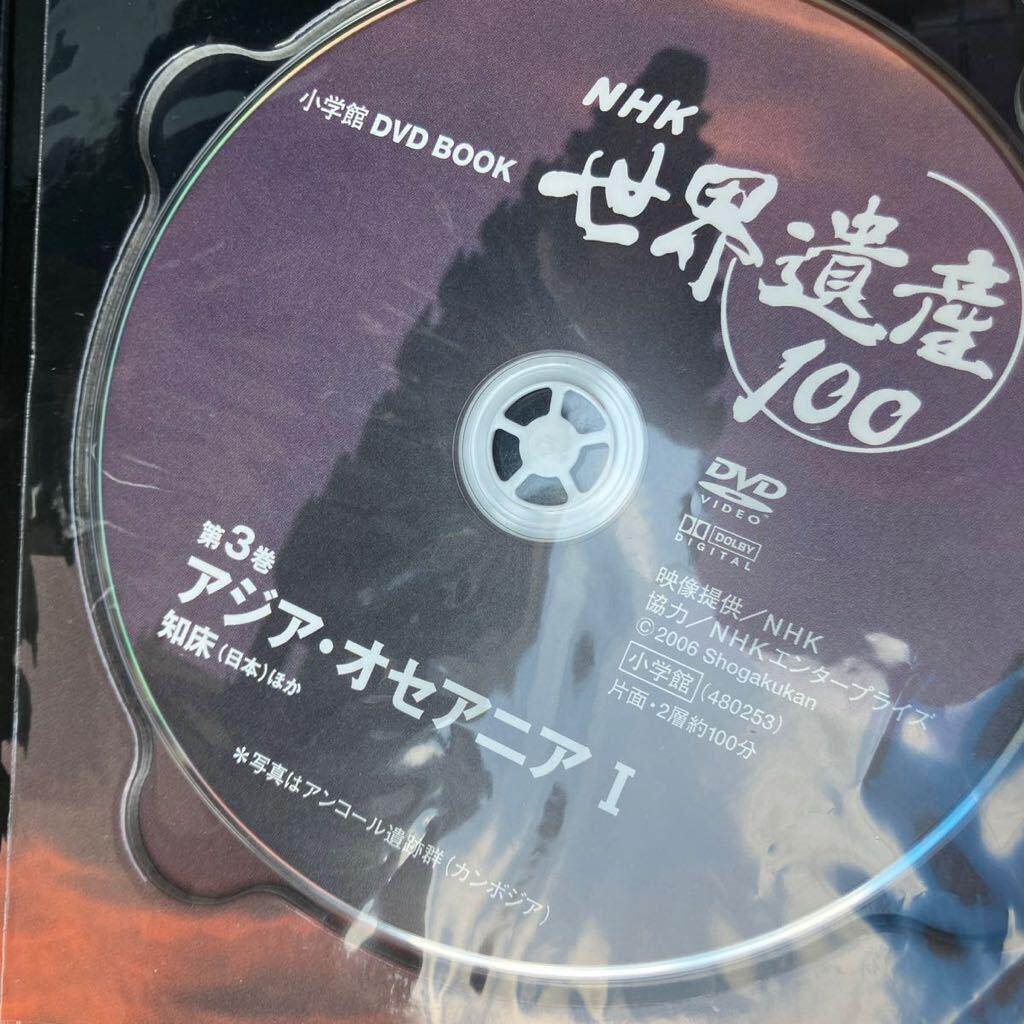 小学館 DVD BOOK
NHK
世界遺産
100
DVD
VIDEO™
DOLBY
DIGITAL
映像提供／NHK
協力／NHKエンタープライズ
© 2006 Shogakukan
小学館 (480253)
片面・2層約100分
第3巻
アジア・オセアニア I
知床(日本)ほか
＊写真はアンコール遺跡群(カンボジア)